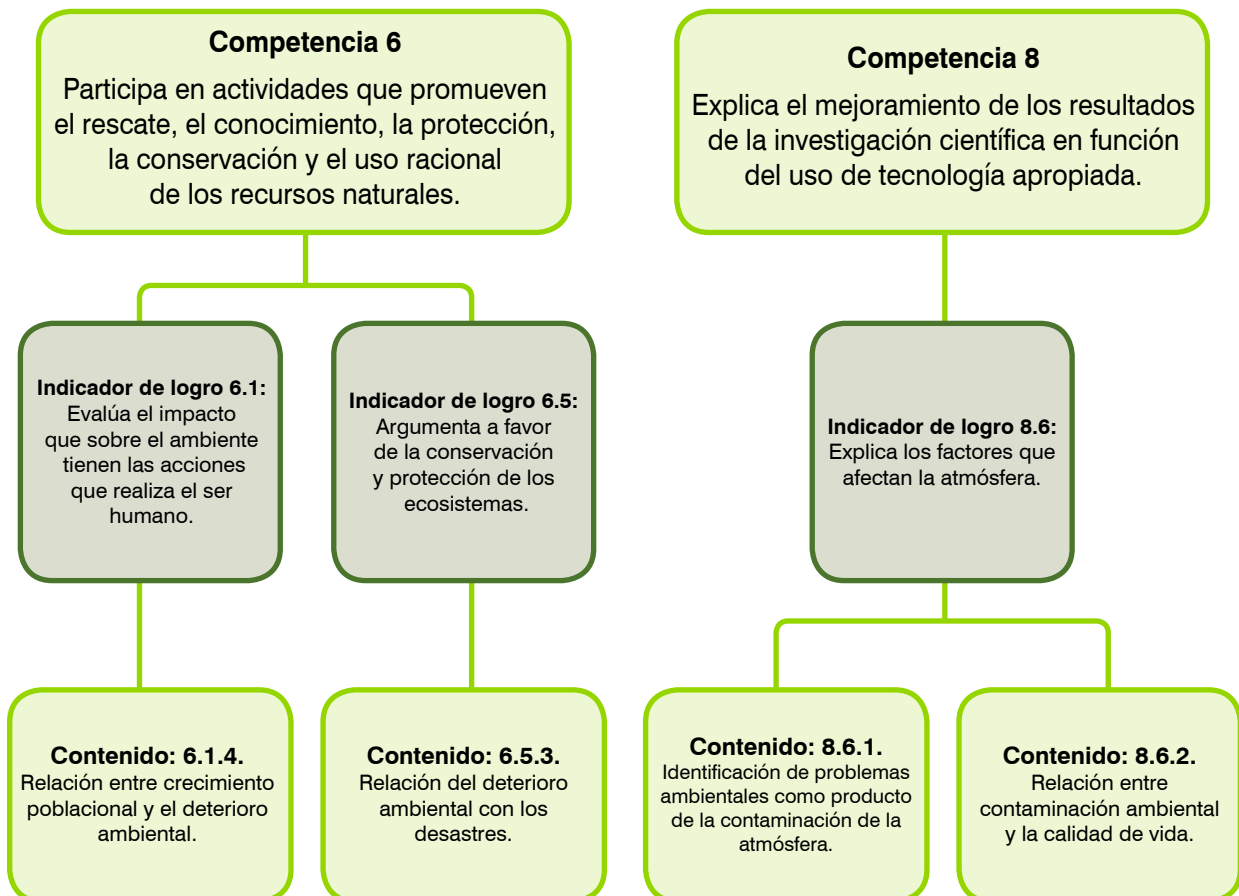 Competencia 6
Participa en actividades que promueven
el rescate, el conocimiento, la protección,
la conservación y el uso racional
de los recursos naturales.
Competencia 8
Explica el mejoramiento de los resultados
de la investigación científica en función
del uso de tecnología apropiada.
Indicador de logro 6.1:
Evalúa el impacto
que sobre el ambiente
tienen las acciones
que realiza el ser
humano.
Indicador de logro 6.5:
Argumenta a favor
de la conservación
y protección de los
ecosistemas.
Indicador de logro 8.6:
Explica los factores que
afectan la atmósfera.
Contenido: 6.1.4.
Relación entre crecimiento
poblacional y el deterioro
ambiental.
Contenido: 6.5.3.
Relación del deterioro
ambiental con los
desastres.
Contenido: 8.6.1.
Identificación de problemas
ambientales como producto
de la contaminación de la
atmósfera.
Contenido: 8.6.2.
Relación entre
contaminación ambiental
y la calidad de vida.